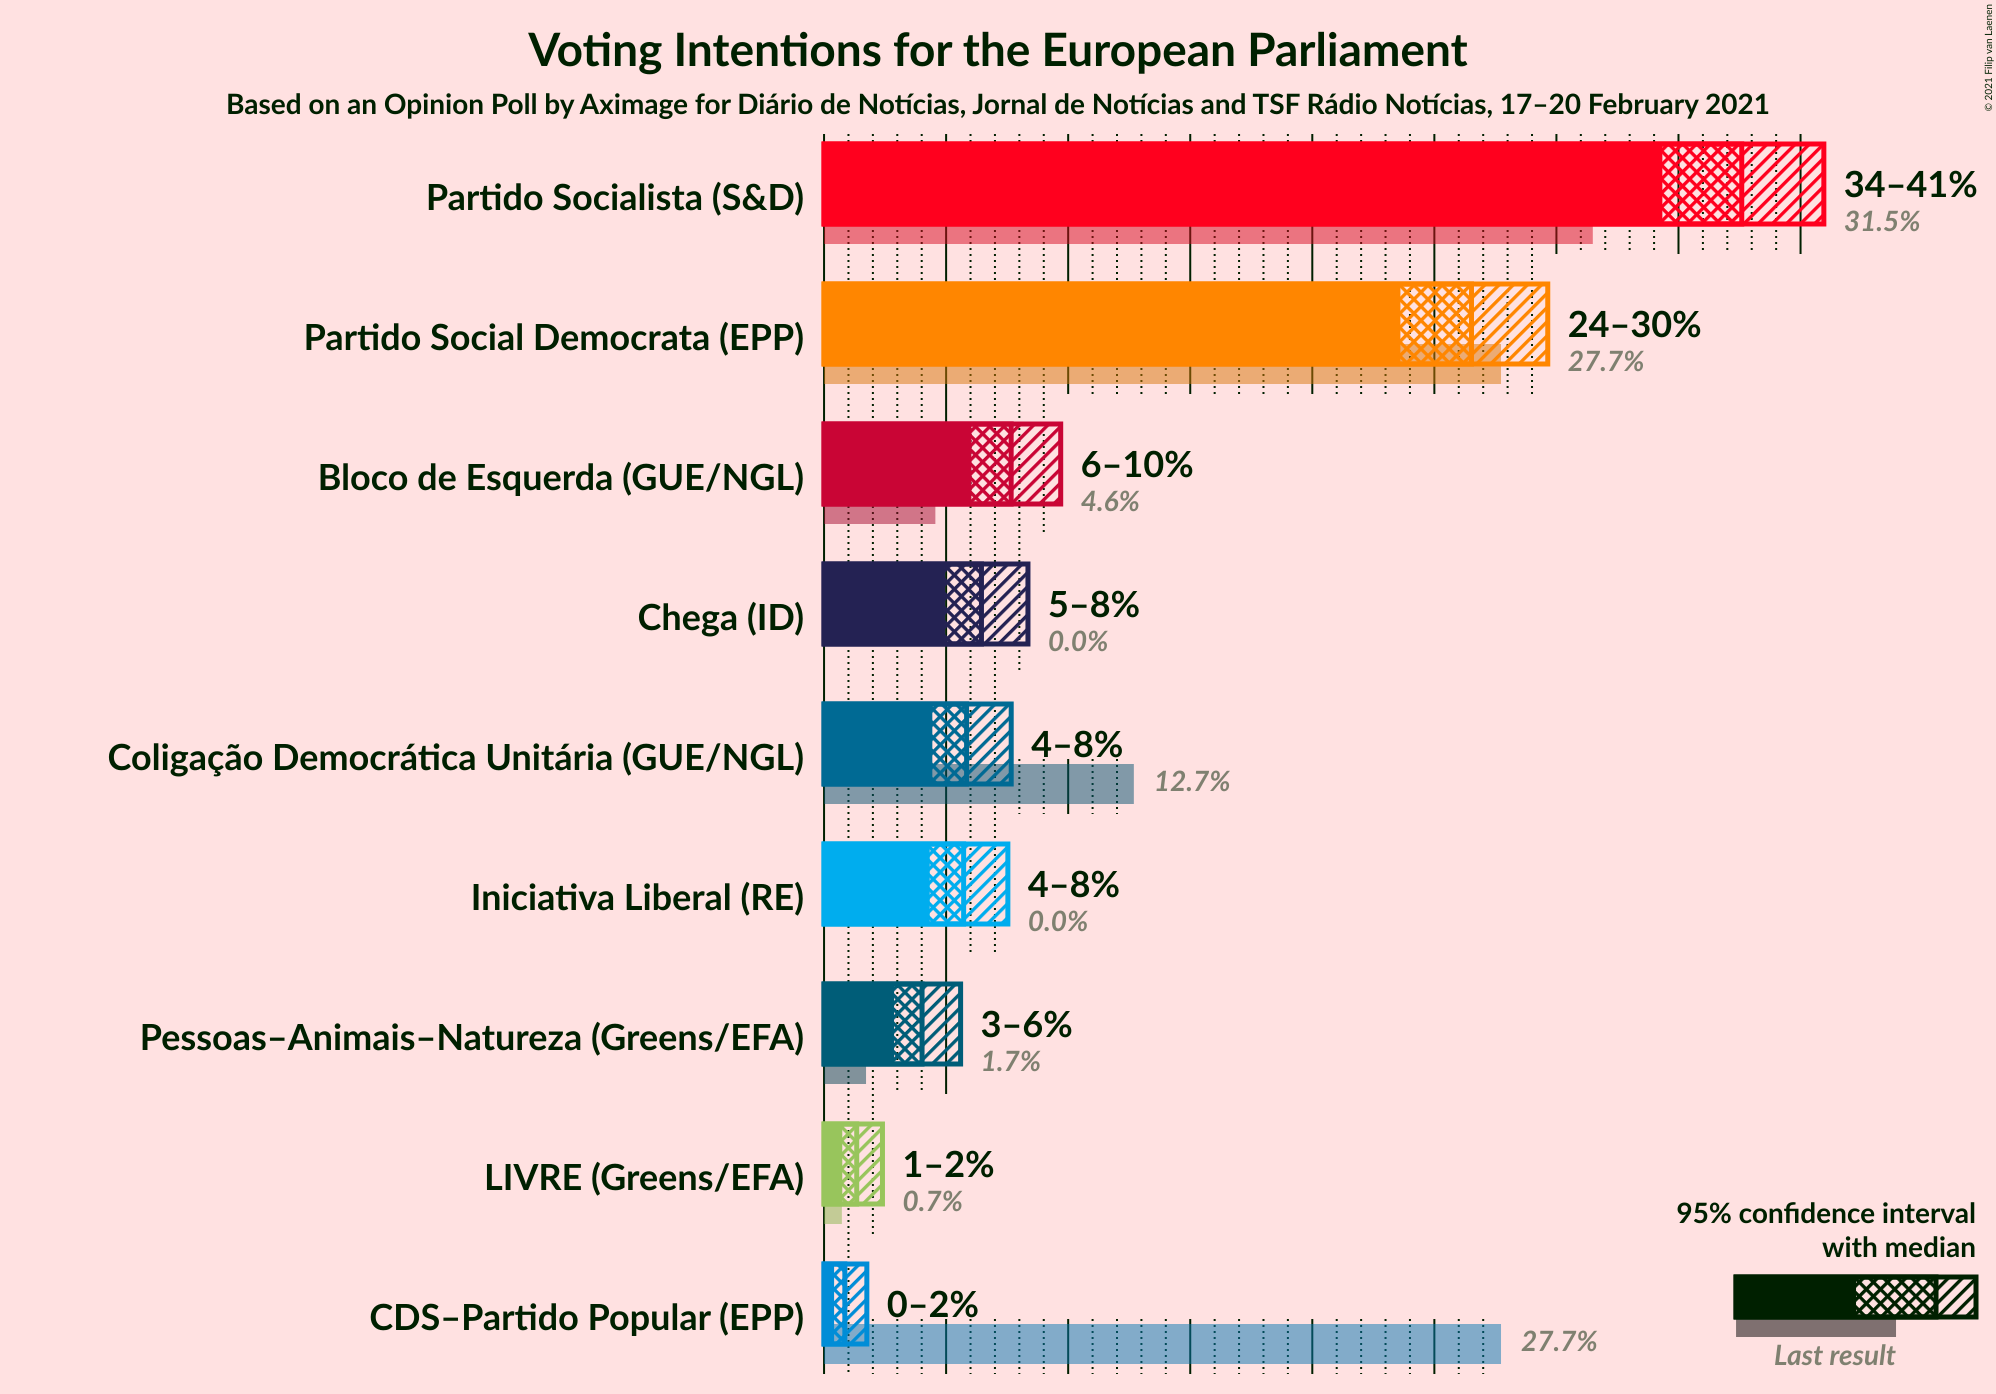 Voting Intentions for the European Parliament
Based on an Opinion Poll by Aximage for Diário de Notícias, Jornal de Notícias and TSF Rádio Notícias, 17–20 February 2021
© 2021 Filip van Laenen
Partido Socialista (S&D)
34–41%
31.5%
Partido Social Democrata (EPP)
24–30%
27.7%
Bloco de Esquerda (GUE/NGL)
6–10%
4.6%
Chega (ID)
5–8%
0.0%
Coligação Democrática Unitária (GUE/NGL)
4–8%
12.7%
Iniciativa Liberal (RE)
4–8%
0.0%
Pessoas–Animais–Natureza (Greens/EFA)
3–6%
1.7%
LIVRE (Greens/EFA)
1–2%
0.7%
CDS–Partido Popular (EPP)
0–2%
27.7%
95% confidence interval
with median
Last result